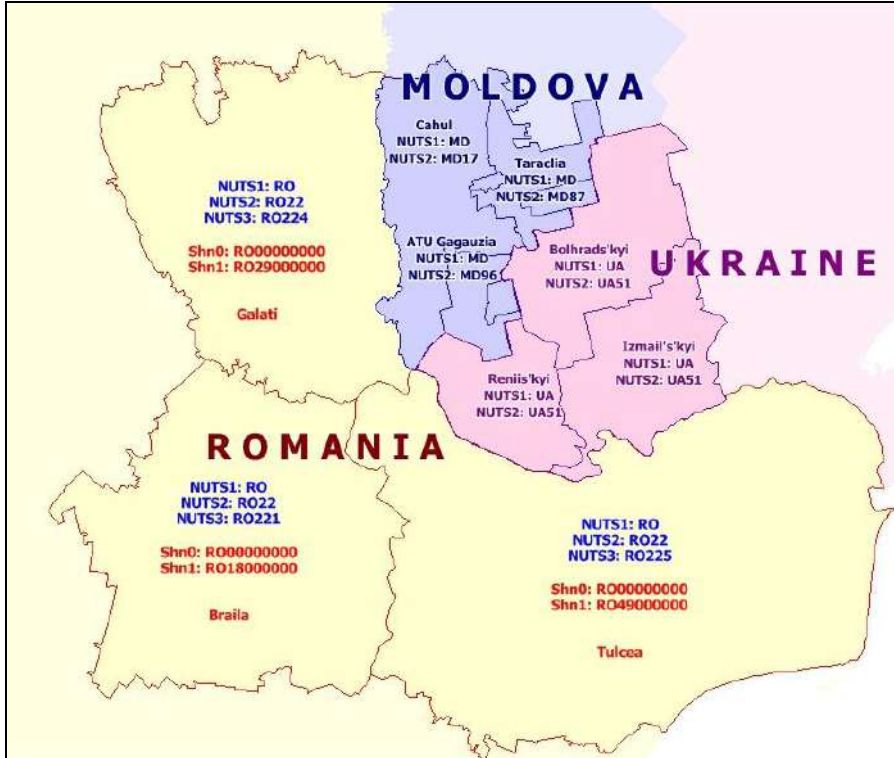 MOLDOVA
Cahul
NUTS1: MD
NUTS2: MD17
Taraclia
NUTS1: MD
NUTS2: MD87
NUTS1: RO
NUTS2: RO22
NUTS3: RO224
Shn0: RO00000000
Shn1: RO29000000
Galati
ATU Gagauzia
NUTS1: MD
NUTS2: MD96
Bolhrads'kyi
NUTS1: UA
NUTS2: UA51
UKRAINE
Izmail's'kyi
NUTS1: UA
NUTS2: UA51
Reniis'kyi
NUTS1: UA
NUTS2: UA51
ROMANIA
NUTS1: RO
NUTS2: RO22
NUTS3: RO221
Shn0: RO00000000
Shn1: RO18000000
Braila
NUTS1: RO
NUTS2: RO22
NUTS3: RO225
Shn0: RO00000000
Shn1: RO49000000
Tulcea